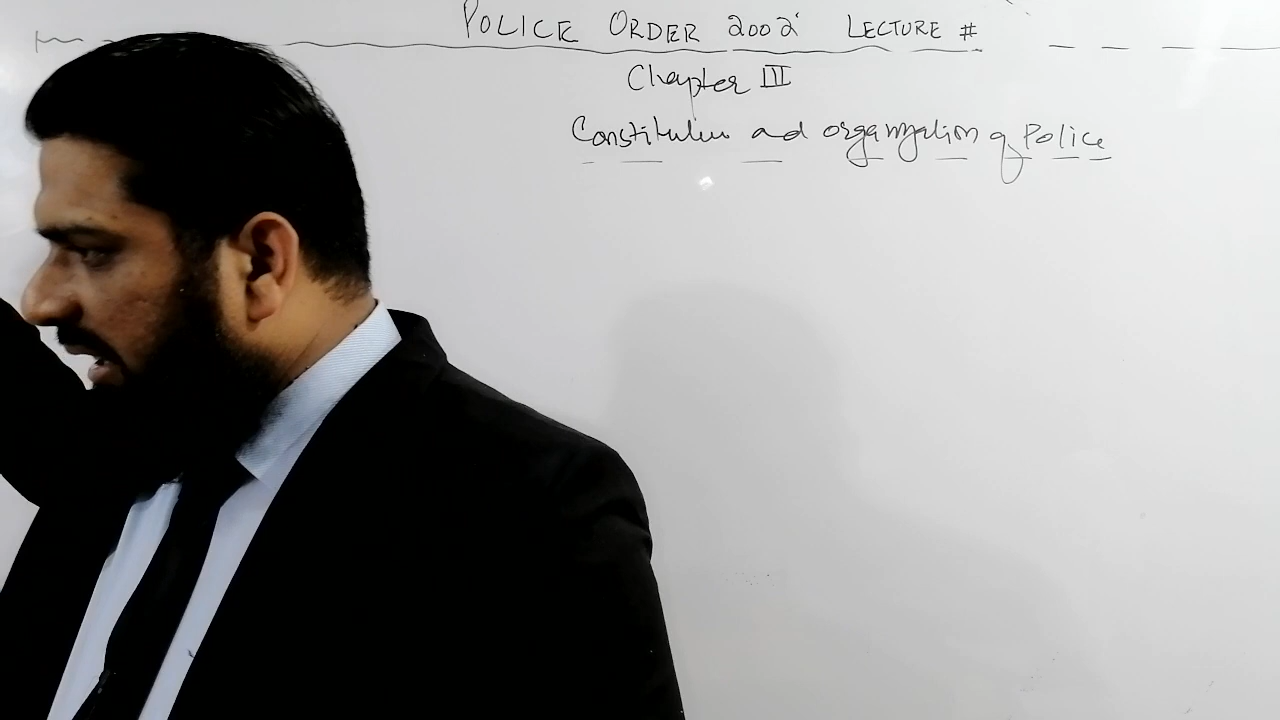 POLICE ORDER 2002 LECTURE #
Chapter III
Constitution and organization of Police